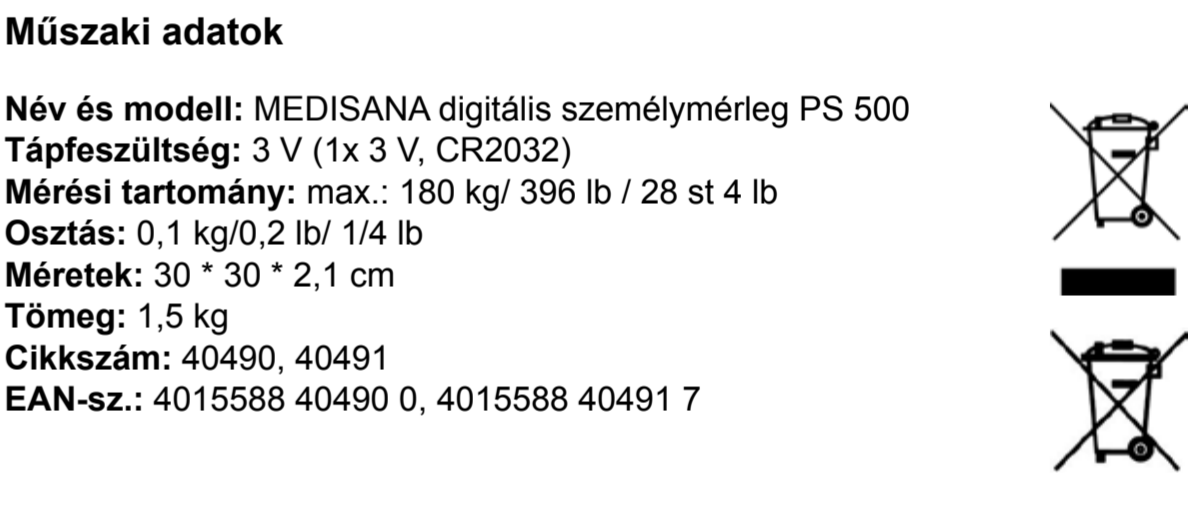 Műszaki adatok
Név és modell: MEDISANA digitális személymérleg PS 500
Tápfeszültség: 3 V (1x 3 V, CR2032)
Mérési tartomány: max.: 180 kg/ 396 lb / 28 st 4 lb
Osztás: 0,1 kg/0,2 lb/ 1/4 lb
Méretek: 30 * 30 * 2,1 cm
Tömeg: 1,5 kg
Cikkszám: 40490, 40491
EAN-sz.: 4015588 40490 0, 4015588 40491 7